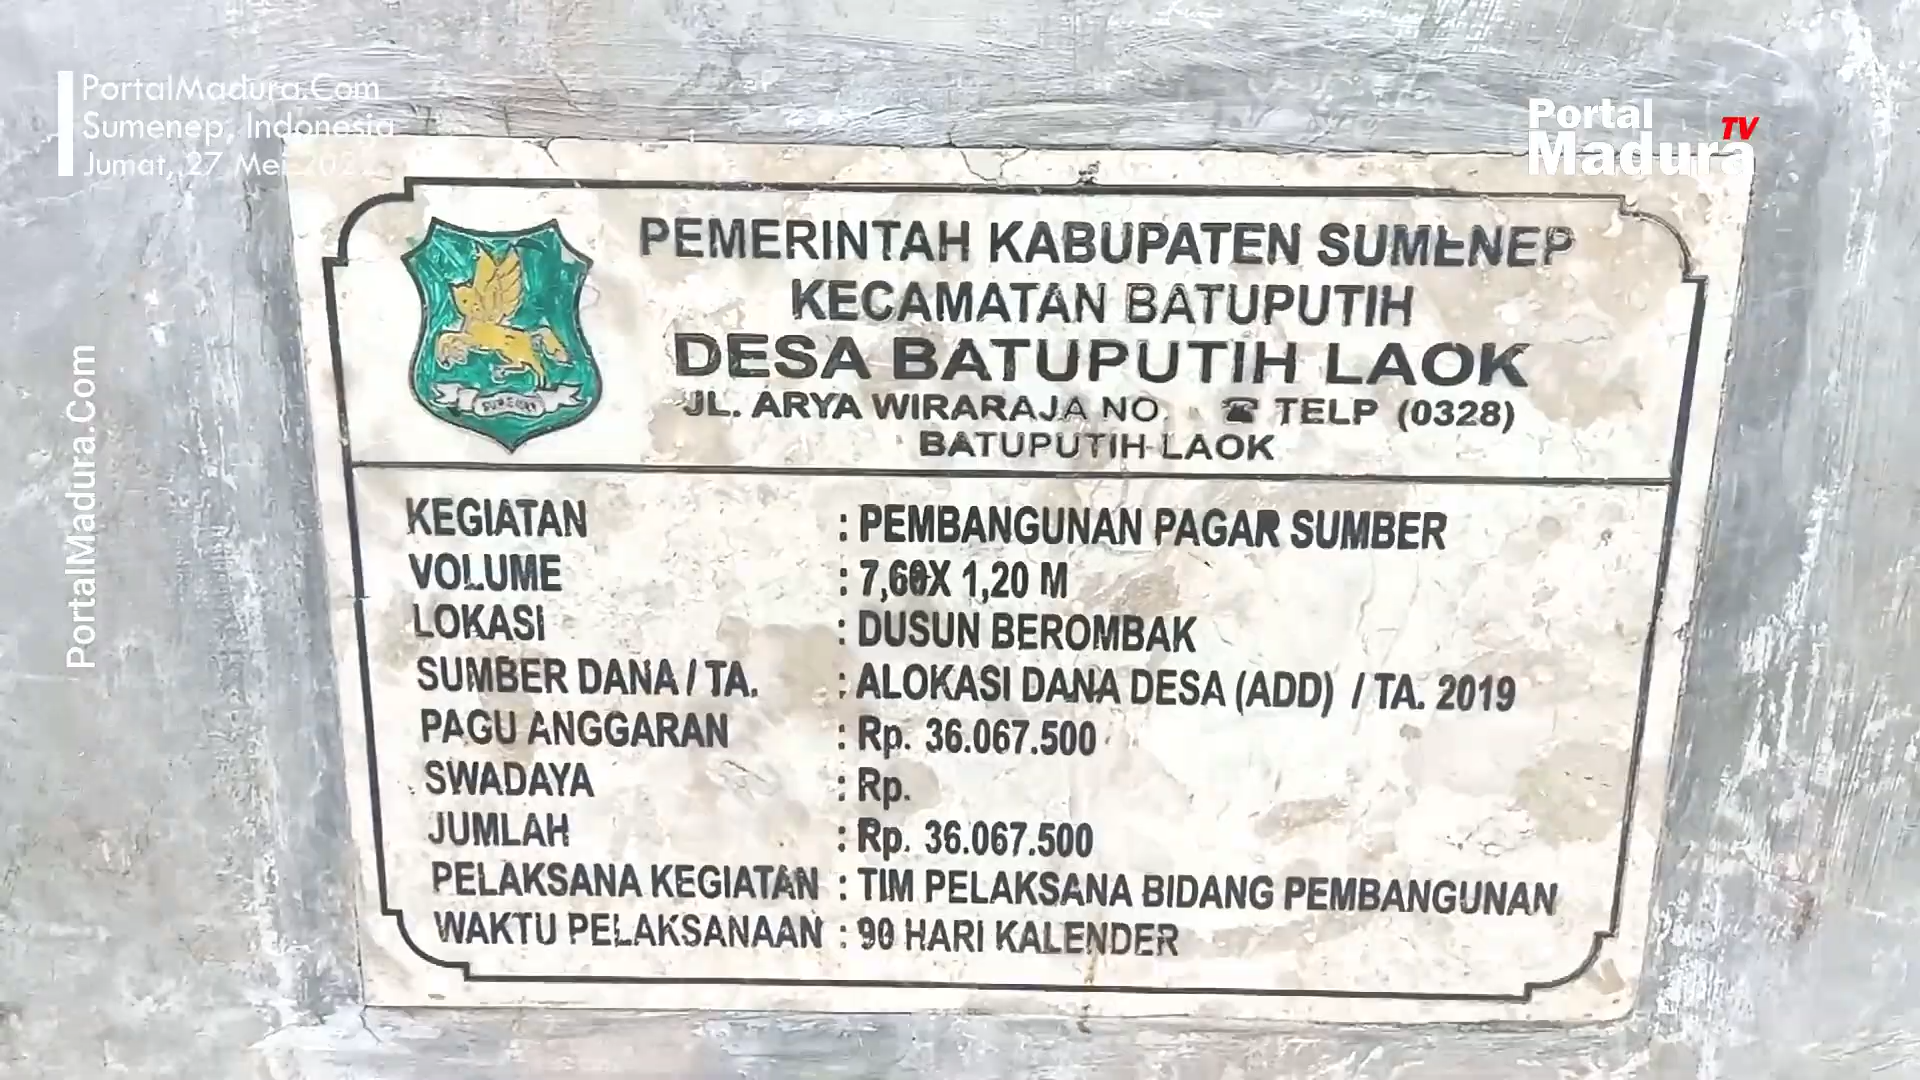 PortalMadura.Com
Sumenep, Indonesia
Jumat, 27 Mei
Portal
Madura TV
PortalMadura.Com
PEMERINTAH KABUPATEN SUMENEP
KECAMATAN BATUPUTIH
DESA BATUPUTIH LAOK
JL. ARYA WIRARAJA NO. ☎ TELP (0328)
BATUPUTIH LAOK
SUMENEP
KEGIATAN : PEMBANGUNAN PAGAR SUMBER
VOLUME : 7,60X 1,20 M
LOKASI : DUSUN BEROMBAK
SUMBER DANA / TA. : ALOKASI DANA DESA (ADD) / TA. 2019
PAGU ANGGARAN : Rp. 36.067.500
SWADAYA : Rp.
JUMLAH : Rp. 36.067.500
PELAKSANA KEGIATAN : TIM PELAKSANA BIDANG PEMBANGUNAN
WAKTU PELAKSANAAN : 90 HARI KALENDER